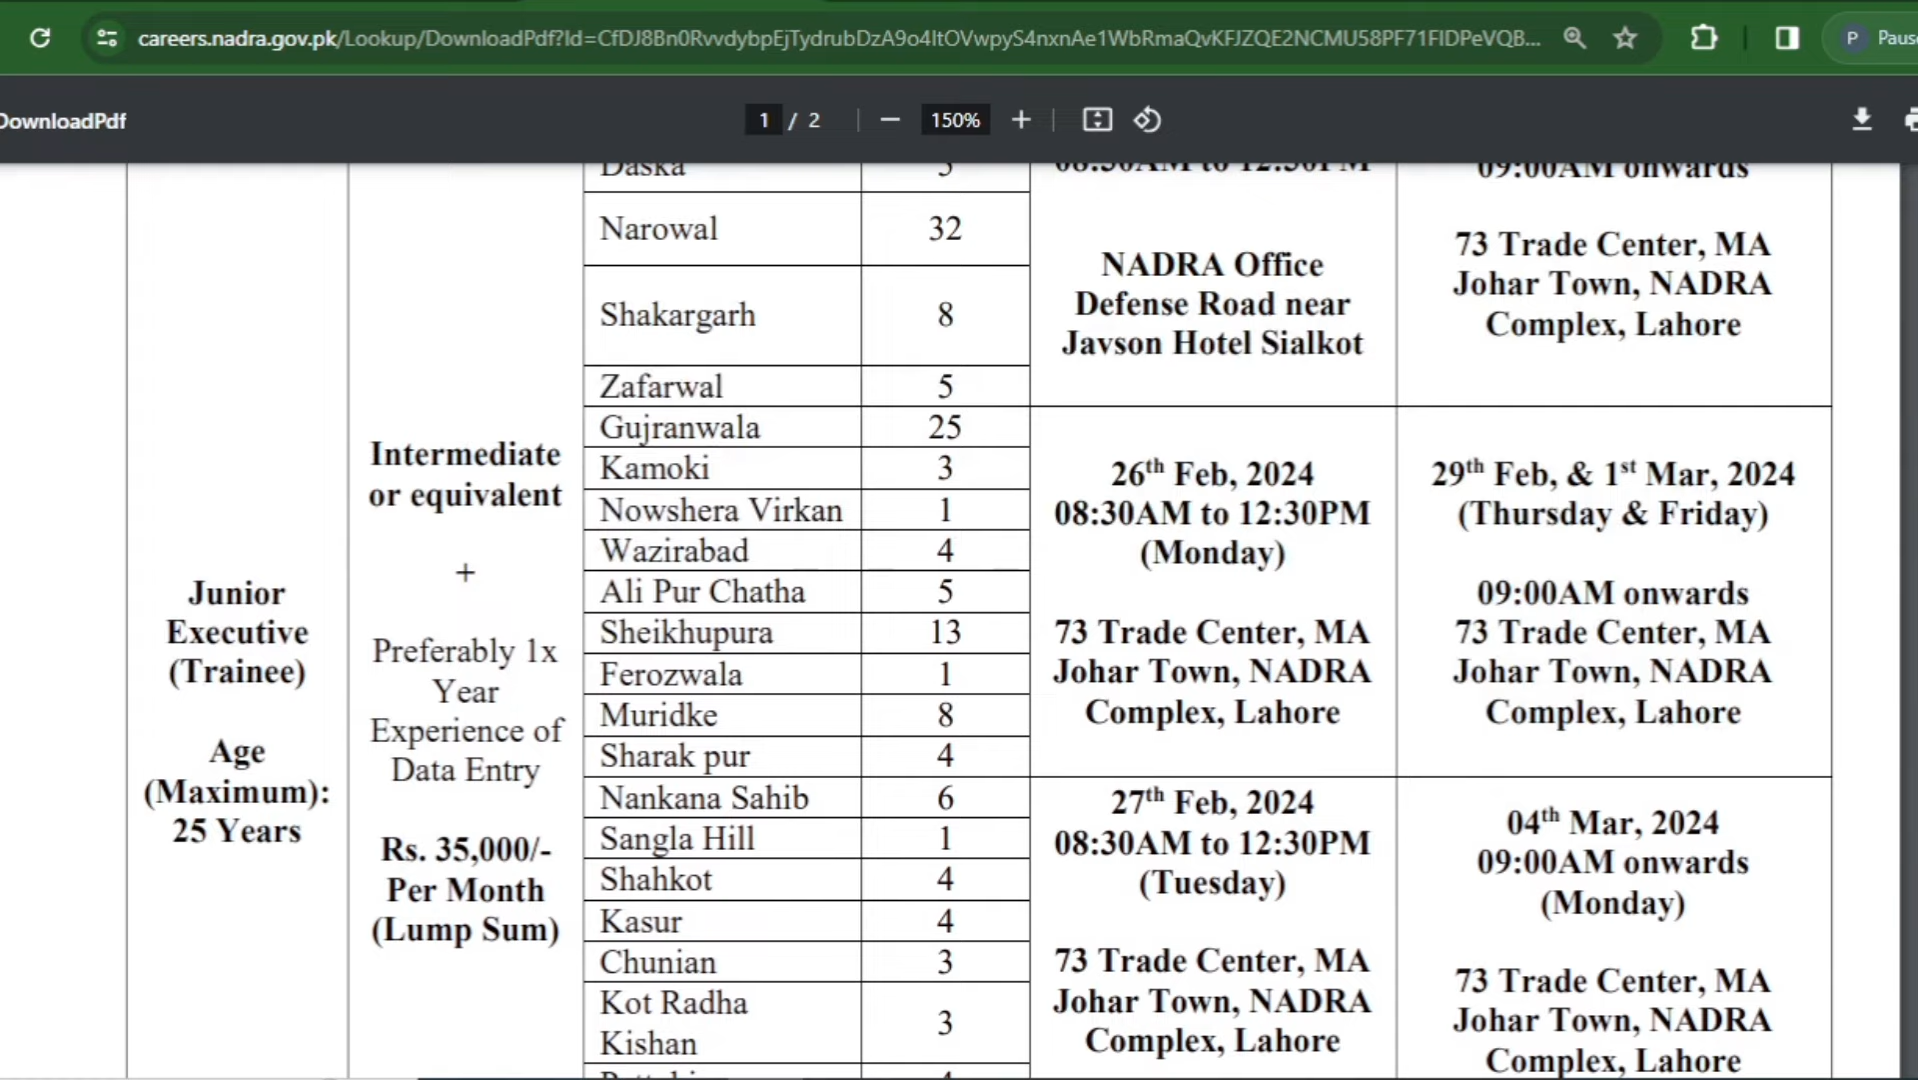 careers.nadra.gov.pk/Lookup/DownloadPdf?Id=CfDJ8Bn0RvvdybpEjTydrubDzA9o4ItOVwpyS4nxnAe1WbRmaQvKFJZQE2NCMU58PF71FIDPeVQB...
P Paus
DownloadPdf
1 / 2
150%
Daska 5
08:30AM to 12:30PM
09:00AM onwards
Narowal 32
Shakargarh 8
Zafarwal 5
NADRA Office
Defense Road near
Javson Hotel Sialkot
73 Trade Center, MA
Johar Town, NADRA
Complex, Lahore
Junior
Executive
(Trainee)
Age
(Maximum):
25 Years
Intermediate
or equivalent
+
Preferably 1x
Year
Experience of
Data Entry
Rs. 35,000/-
Per Month
(Lump Sum)
Gujranwala 25
Kamoki 3
Nowshera Virkan 1
Wazirabad 4
Ali Pur Chatha 5
Sheikhupura 13
Ferozwala 1
Muridke 8
Sharak pur 4
26th Feb, 2024
08:30AM to 12:30PM
(Monday)
73 Trade Center, MA
Johar Town, NADRA
Complex, Lahore
29th Feb, & 1st Mar, 2024
(Thursday & Friday)
09:00AM onwards
73 Trade Center, MA
Johar Town, NADRA
Complex, Lahore
Nankana Sahib 6
Sangla Hill 1
Shahkot 4
Kasur 4
Chunian 3
Kot Radha
Kishan 3
27th Feb, 2024
08:30AM to 12:30PM
(Tuesday)
73 Trade Center, MA
Johar Town, NADRA
Complex, Lahore
04th Mar, 2024
09:00AM onwards
(Monday)
73 Trade Center, MA
Johar Town, NADRA
Complex, Lahore